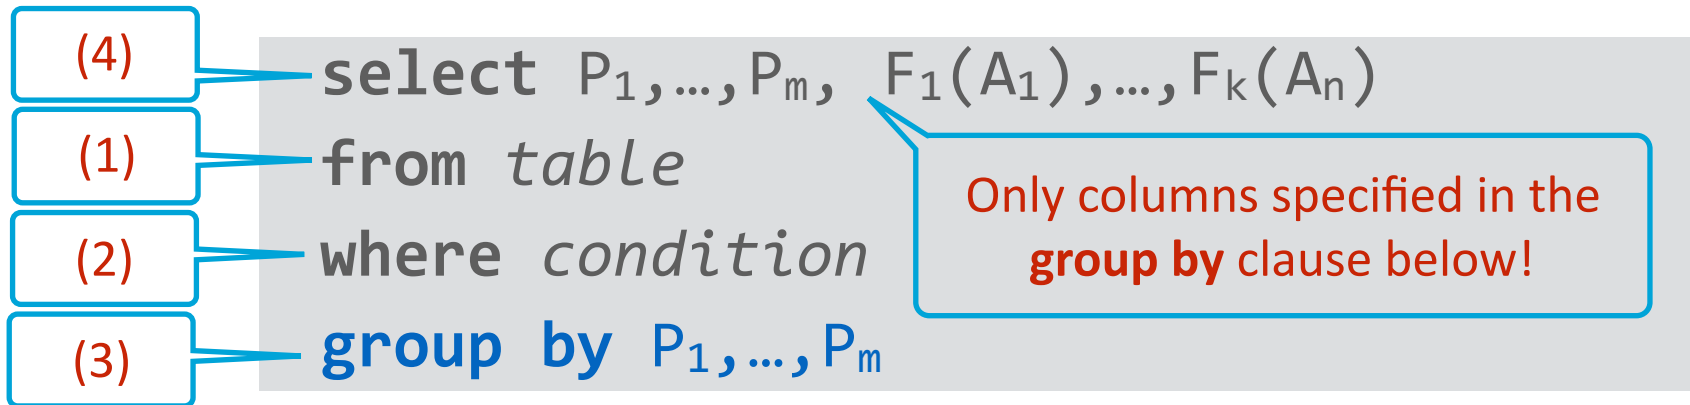 (4)
select P₁,…,Pₘ, F₁(A₁),…,Fₖ(Aₙ)
(1)
from table
Only columns specified in the
group by clause below!
(2)
where condition
(3)
group by P₁,…,Pₘ